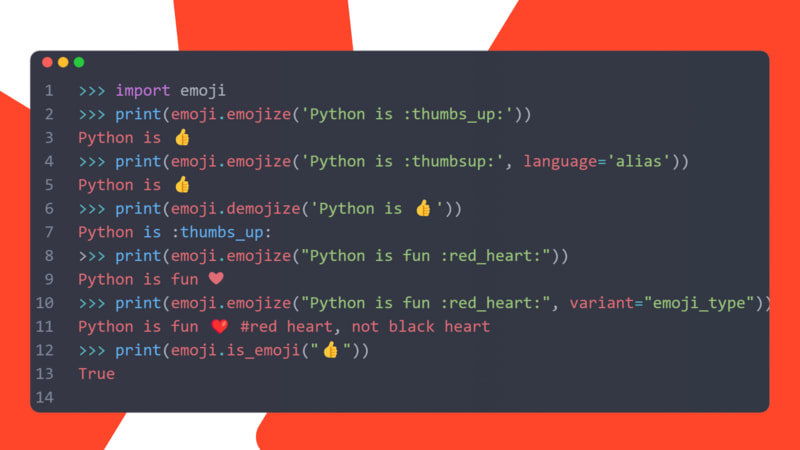 1 >>> import emoji
2 >>> print(emoji.emojize('Python is :thumbs_up:'))
3 Python is 👍
4 >>> print(emoji.emojize('Python is :thumbsup:', language='alias'))
5 Python is 👍
6 >>> print(emoji.demojize('Python is 👍'))
7 Python is :thumbs_up:
8 >>> print(emoji.emojize("Python is fun :red_heart:"))
9 Python is fun ❤
10 >>> print(emoji.emojize("Python is fun :red_heart:", variant="emoji_type"))
11 Python is fun ❤️ #red heart, not black heart
12 >>> print(emoji.is_emoji("👍"))
13 True
14